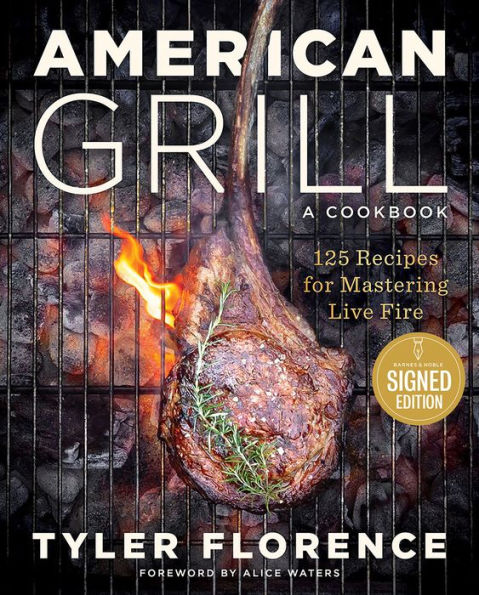 AMERICAN
GRILL
A COOKBOOK
125 Recipes
for Mastering
Live Fire
BARNES & NOBLE
SIGNED
EDITION
TYLER FLORENCE
FOREWORD BY ALICE WATERS